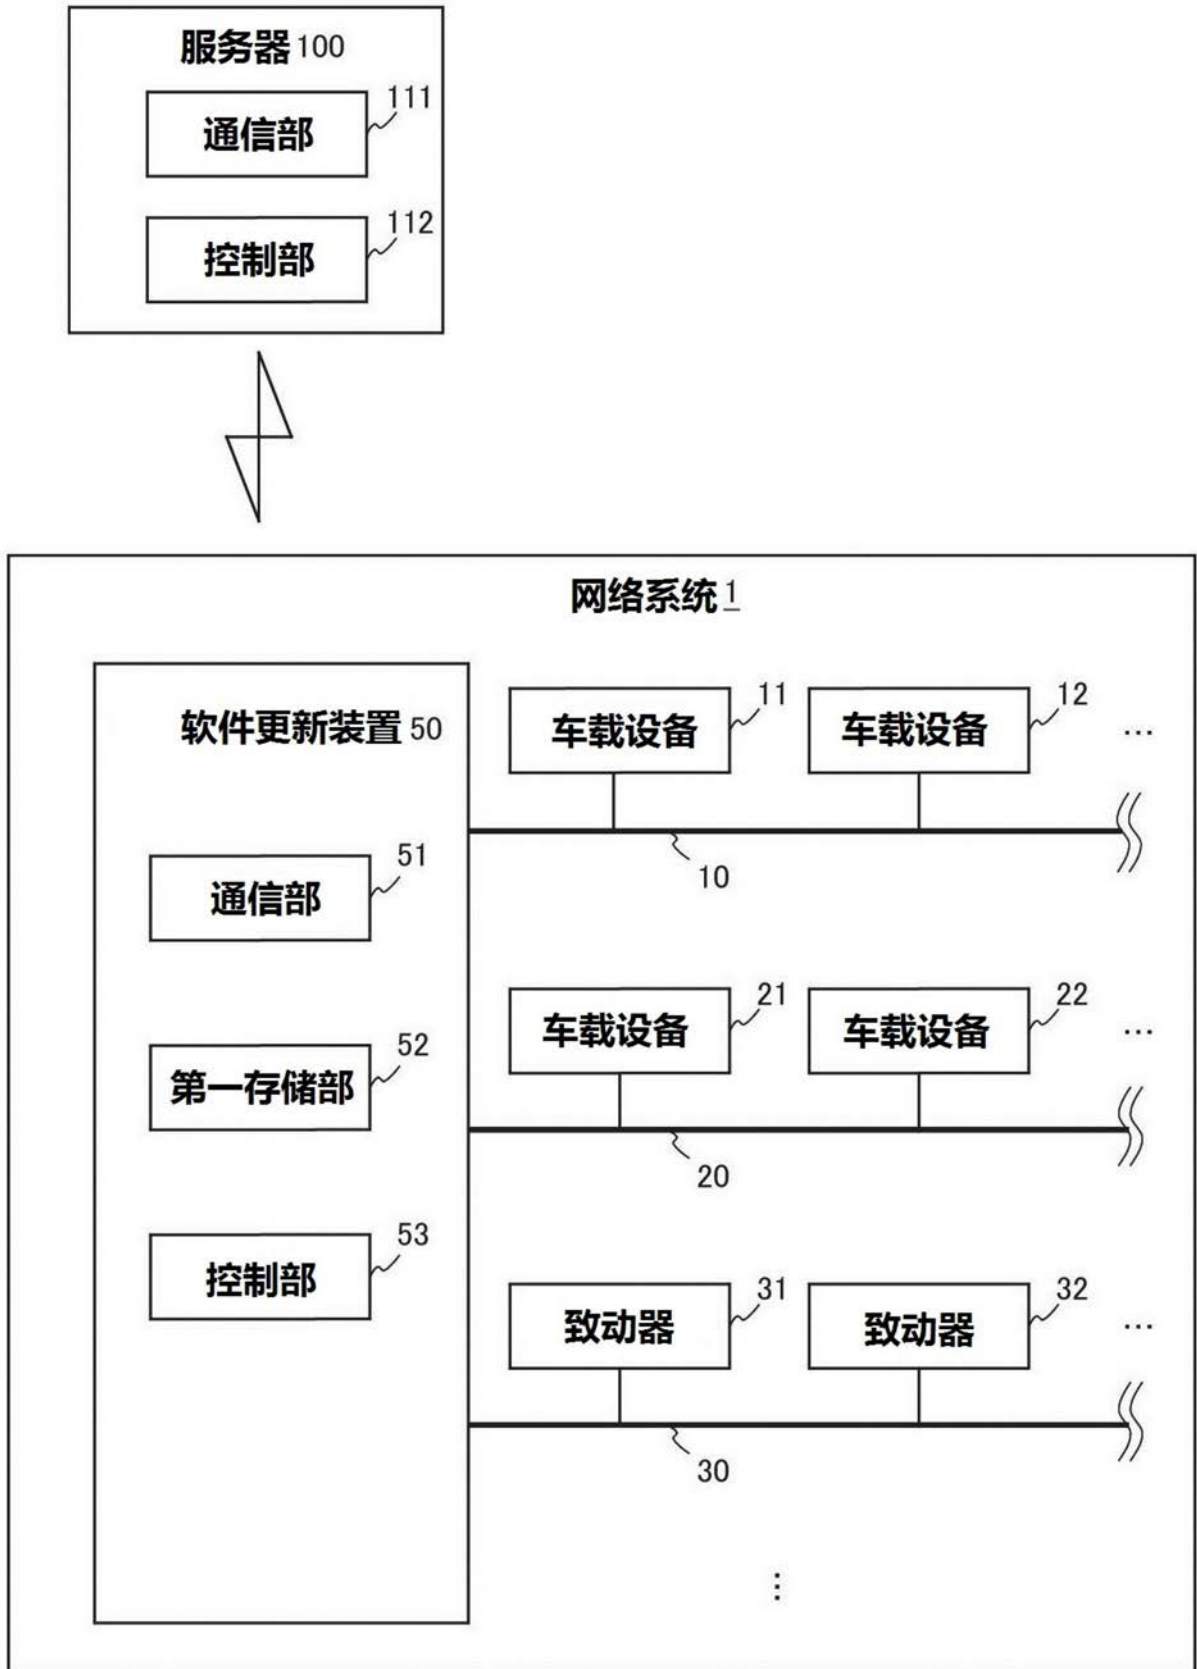 服务器100
111
通信部
112
控制部
网络系统1
软件更新装置50
11
12
车载设备
车载设备
...
10
51
通信部
21
22
车载设备
车载设备
...
20
52
第一存储部
53
控制部
31
32
致动器
致动器
...
30
⋮